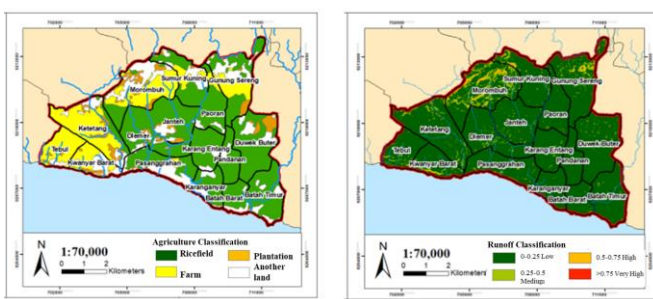 Sumur Kuning
Gunung Sereng
Morombuh
Paoran
Janteh
Ketetang
Dlemer
Duwek Buter
Karang Entang
Tebul
Pandanan
Kwanyar Barat
Pasanggrahan
Karanganyar
Batah Timur
Batah Barat
N
1:70,000
0 1 2 4
Kilometers
Agriculture Classification
Ricefield
Plantation
Farm
Another
land
Sumur Kuning
Gunung Sereng
Morombuh
Paoran
Janteh
Ketetang
Dlemer
Duwek Buter
Karang Entang
Tebul
Pandanan
Kwanyar Barat
Pasanggrahan
Karanganyar
Batah Timur
Batah Barat
N
1:70,000
0 1 2 4
Kilometers
Runoff Classification
0-0.25 Low
0.5-0.75 High
0.25-0.5
Medium
>0.75 Very High